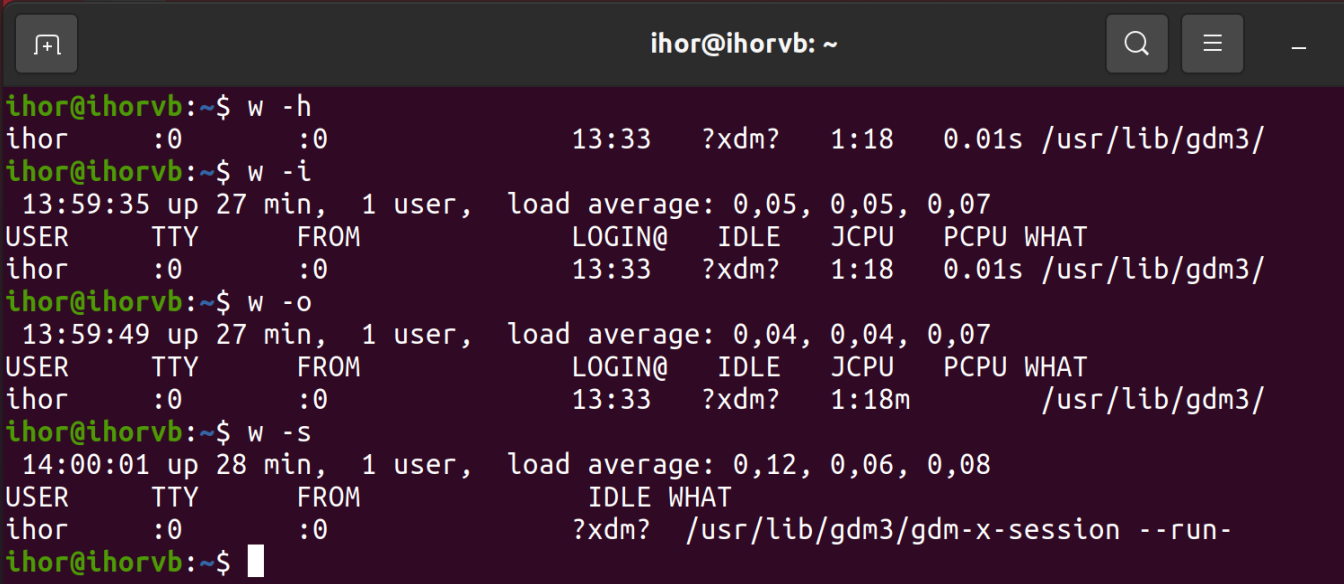 ihor@ihorvb: ~
ihor@ihorvb:~$ w -h
ihor     :0       :0               13:33   ?xdm?   1:18   0.01s /usr/lib/gdm3/
ihor@ihorvb:~$ w -i
 13:59:35 up 27 min,  1 user,  load average: 0,05, 0,05, 0,07
USER     TTY      FROM             LOGIN@   IDLE   JCPU   PCPU WHAT
ihor     :0       :0               13:33   ?xdm?   1:18   0.01s /usr/lib/gdm3/
ihor@ihorvb:~$ w -o
 13:59:49 up 27 min,  1 user,  load average: 0,04, 0,04, 0,07
USER     TTY      FROM             LOGIN@   IDLE   JCPU   PCPU WHAT
ihor     :0       :0               13:33   ?xdm?   1:18m        /usr/lib/gdm3/
ihor@ihorvb:~$ w -s
 14:00:01 up 28 min,  1 user,  load average: 0,12, 0,06, 0,08
USER     TTY      FROM              IDLE WHAT
ihor     :0       :0               ?xdm?  /usr/lib/gdm3/gdm-x-session --run-
ihor@ihorvb:~$